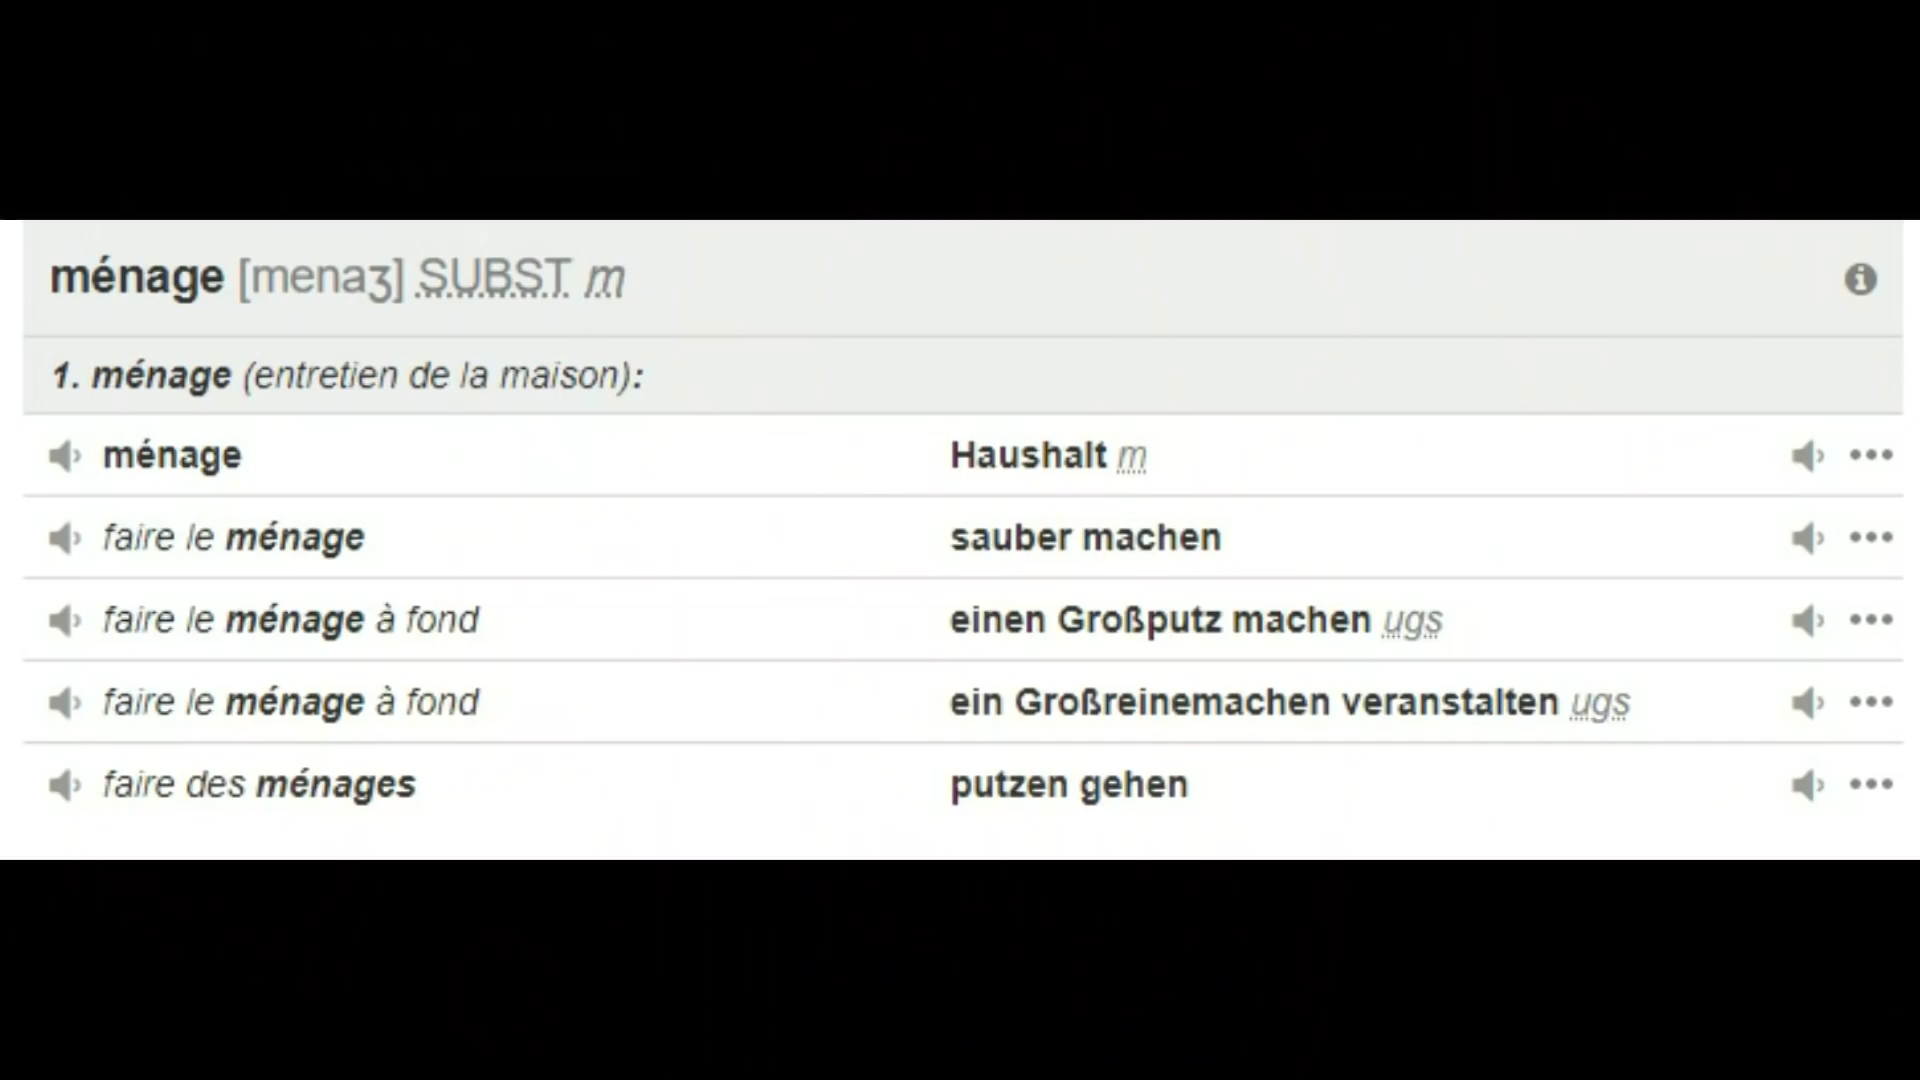 ménage [menaʒ] SUBST m
1. ménage (entretien de la maison):
ménage Haushalt m
faire le ménage sauber machen
faire le ménage à fond einen Großputz machen ugs
faire le ménage à fond ein Großreinemachen veranstalten ugs
faire des ménages putzen gehen